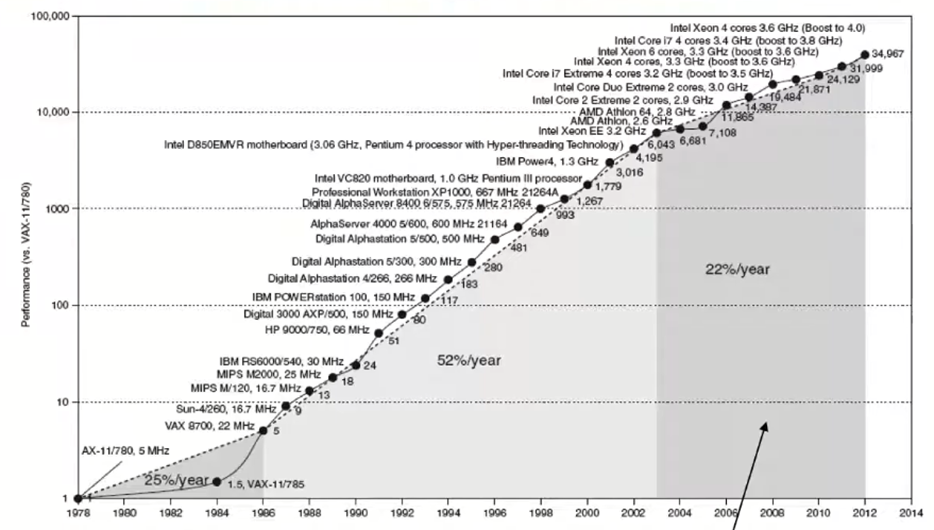 100,000
10,000
1000
100
10
1
Performance (vs. VAX-11/780)
Intel Xeon 4 cores 3.6 GHz (Boost to 4.0)
Intel Core i7 4 cores 3.4 GHz (boost to 3.8 GHz)
Intel Xeon 6 cores, 3.3 GHz (boost to 3.6 GHz)
Intel Xeon 4 cores, 3.3 GHz (boost to 3.6 GHz)
Intel Core i7 Extreme 4 cores 3.2 GHz (boost to 3.5 GHz)
Intel Core Duo Extreme 2 cores, 3.0 GHz
Intel Core 2 Extreme 2 cores, 2.9 GHz
AMD Athlon 64, 2.8 GHz
AMD Athlon, 2.6 GHz
Intel Xeon EE 3.2 GHz
Intel D850EMVR motherboard (3.06 GHz, Pentium 4 processor with Hyper-threading Technology)
IBM Power4, 1.3 GHz
Intel VC820 motherboard, 1.0 GHz Pentium III processor
Professional Workstation XP1000, 667 MHz 21264A
Digital AlphaServer 8400 6/575, 575 MHz 21264
AlphaServer 4000 5/600, 600 MHz 21164
Digital Alphastation 5/500, 500 MHz
Digital Alphastation 5/300, 300 MHz
Digital Alphastation 4/266, 266 MHz
IBM POWERstation 100, 150 MHz
Digital 3000 AXP/500, 150 MHz
HP 9000/750, 66 MHz
IBM RS6000/540, 30 MHz
MIPS M2000, 25 MHz
MIPS M/120, 16.7 MHz
Sun-4/260, 16.7 MHz
VAX 8700, 22 MHz
AX-11/780, 5 MHz
34,967
31,999
24,129
21,871
19,484
14,387
11,865
7,108
6,681
6,043
4,195
3,016
1,779
1,267
993
649
481
280
183
117
80
51
24
18
13
9
5
1.5, VAX-11/785
25%/year
52%/year
22%/year
1978 1980 1982 1984 1986 1988 1990 1992 1994 1996 1998 2000 2002 2004 2006 2008 2010 2012 2014